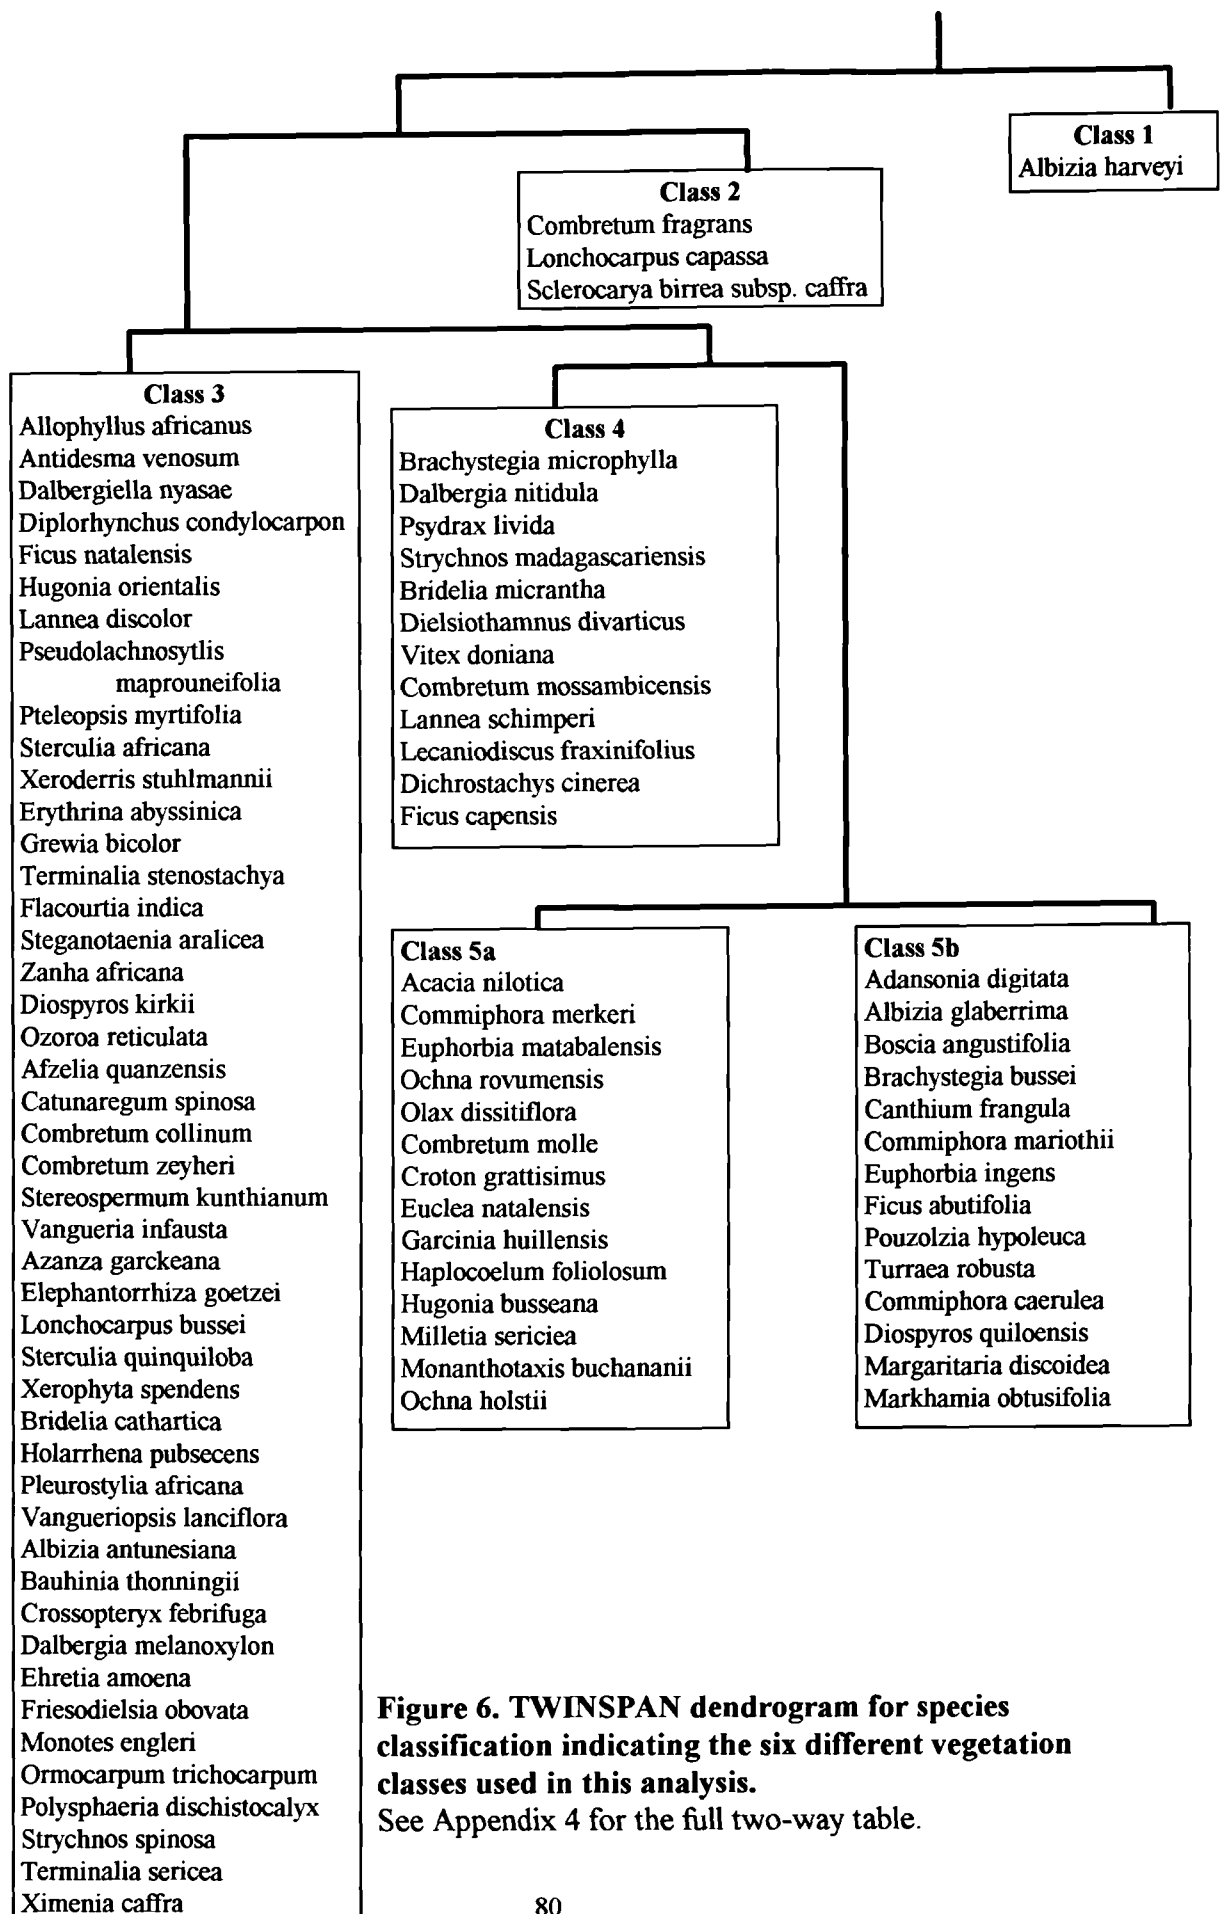 Class 1
Albizia harveyi
Class 2
Combretum fragrans
Lonchocarpus capassa
Sclerocarya birrea subsp. caffra
Class 3
Allophyllus africanus
Antidesma venosum
Dalbergiella nyasae
Diplorhynchus condylocarpon
Ficus natalensis
Hugonia orientalis
Lannea discolor
Pseudolachnosytlis
maprouneifolia
Pteleopsis myrtifolia
Sterculia africana
Xeroderris stuhlmannii
Erythrina abyssinica
Grewia bicolor
Terminalia stenostachya
Flacourtia indica
Steganotaenia aralicea
Zanha africana
Diospyros kirkii
Ozoroa reticulata
Afzelia quanzensis
Catunaregum spinosa
Combretum collinum
Combretum zeyheri
Stereospermum kunthianum
Vangueria infausta
Azanza garckeana
Elephantorrhiza goetzei
Lonchocarpus bussei
Sterculia quinquiloba
Xerophyta spendens
Bridelia cathartica
Holarrhena pubsecens
Pleurostylia africana
Vangueriopsis lanciflora
Albizia antunesiana
Bauhinia thonningii
Crossopteryx febrifuga
Dalbergia melanoxylon
Ehretia amoena
Friesodielsia obovata
Monotes engleri
Ormocarpum trichocarpum
Polysphaeria dischistocalyx
Strychnos spinosa
Terminalia sericea
Ximenia caffra
Class 4
Brachystegia microphylla
Dalbergia nitidula
Psydrax livida
Strychnos madagascariensis
Bridelia micrantha
Dielsiothamnus divarticus
Vitex doniana
Combretum mossambicensis
Lannea schimperi
Lecaniodiscus fraxinifolius
Dichrostachys cinerea
Ficus capensis
Class 5a
Acacia nilotica
Commiphora merkeri
Euphorbia matabalensis
Ochna rovumensis
Olax dissitiflora
Combretum molle
Croton grattisimus
Euclea natalensis
Garcinia huillensis
Haplocoelum foliolosum
Hugonia busseana
Milletia sericiea
Monanthotaxis buchananii
Ochna holstii
Class 5b
Adansonia digitata
Albizia glaberrima
Boscia angustifolia
Brachystegia bussei
Canthium frangula
Commiphora mariothii
Euphorbia ingens
Ficus abutifolia
Pouzolzia hypoleuca
Turraea robusta
Commiphora caerulea
Diospyros quiloensis
Margaritaria discoidea
Markhamia obtusifolia
Figure 6. TWINSPAN dendrogram for species
classification indicating the six different vegetation
classes used in this analysis.
See Appendix 4 for the full two-way table.
80